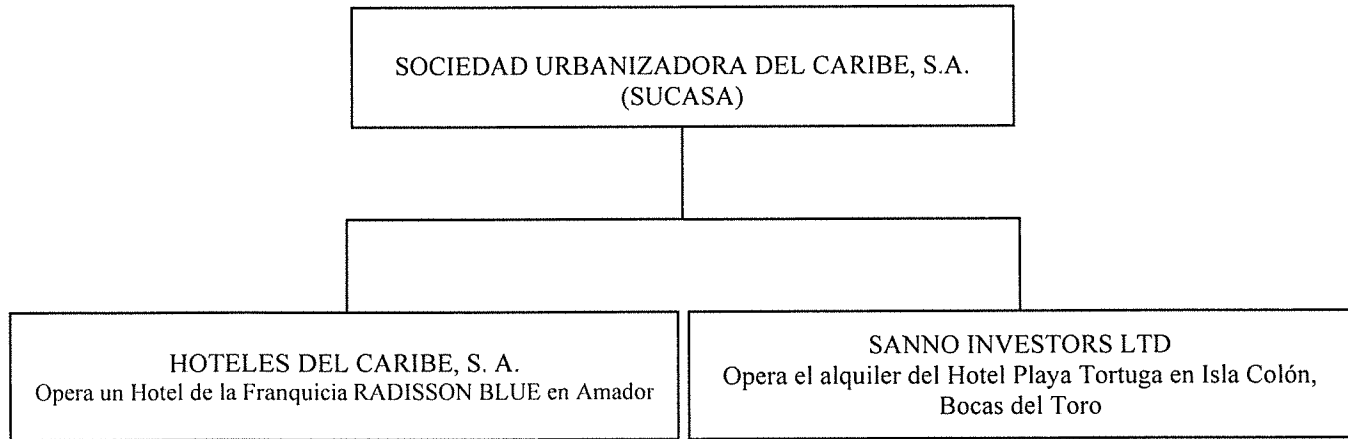 SOCIEDAD URBANIZADORA DEL CARIBE, S.A.
(SUCASA)
HOTELES DEL CARIBE, S. A.
Opera un Hotel de la Franquicia RADISSON BLUE en Amador
SANNO INVESTORS LTD
Opera el alquiler del Hotel Playa Tortuga en Isla Colón,
Bocas del Toro